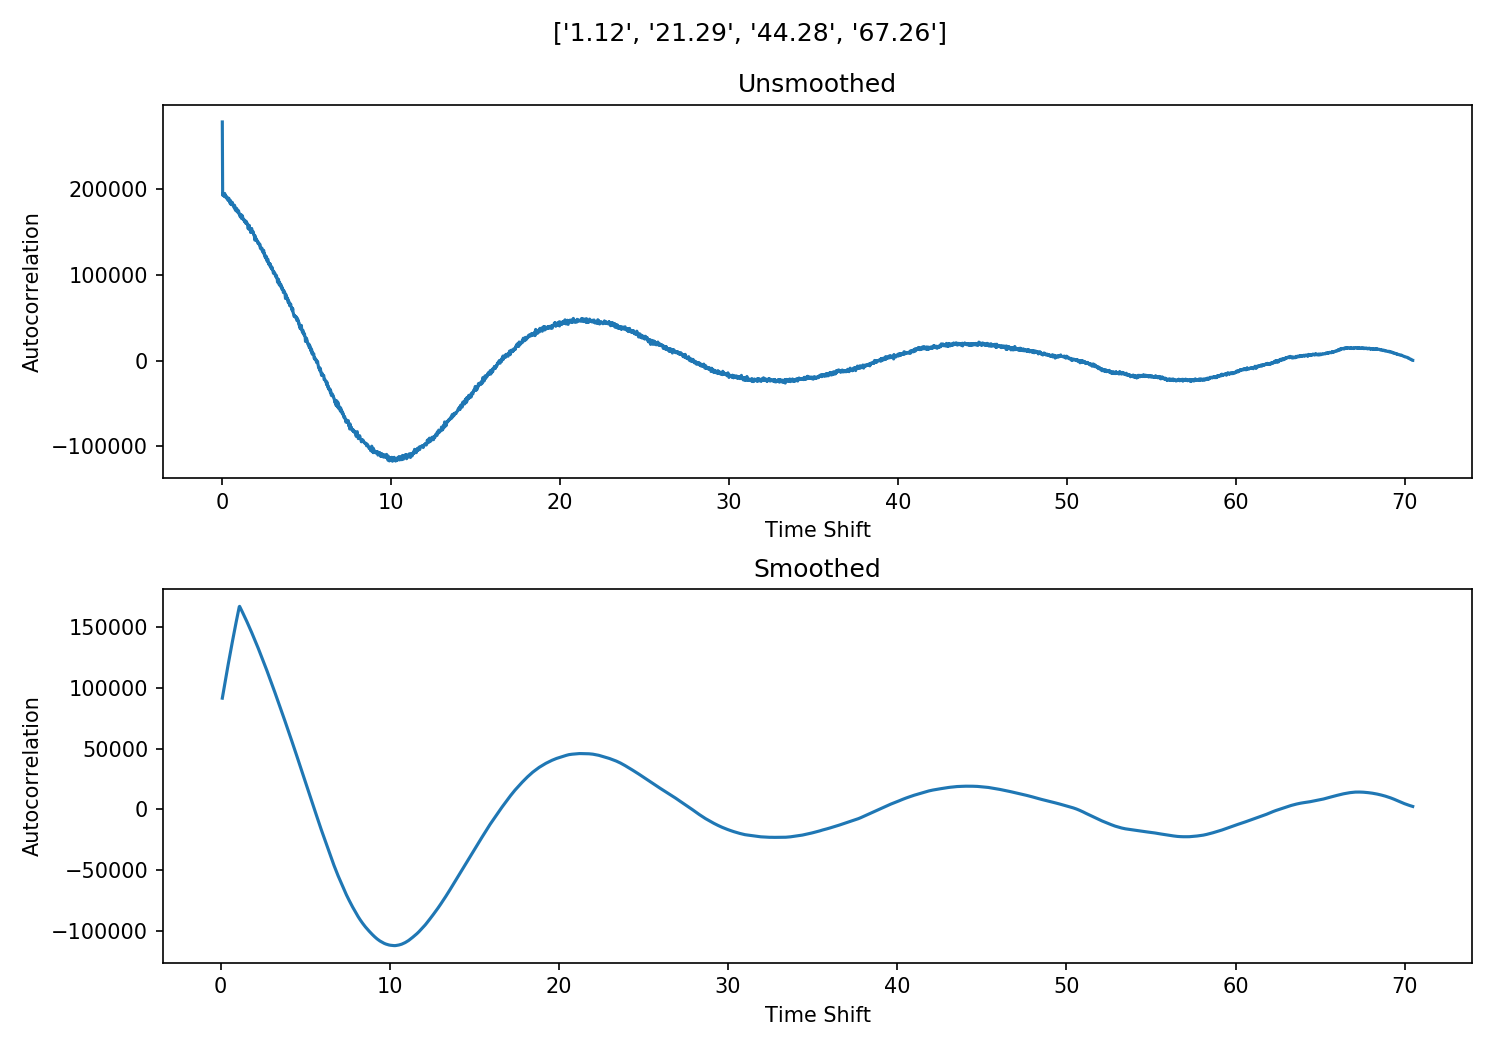 ['1.12', '21.29', '44.28', '67.26']
Unsmoothed
Autocorrelation
200000
100000
0
−100000
0 10 20 30 40 50 60 70
Time Shift
Smoothed
Autocorrelation
150000
100000
50000
0
−50000
−100000
0 10 20 30 40 50 60 70
Time Shift